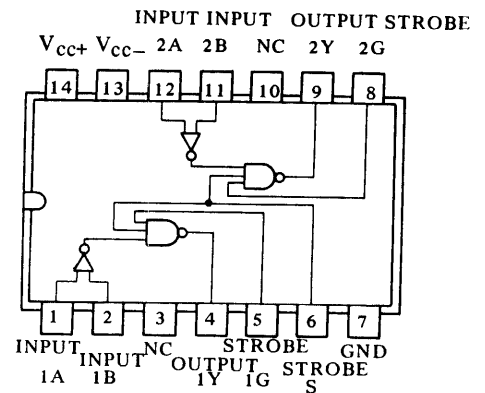 INPUT INPUT OUTPUT STROBE
VCC+ VCC− 2A 2B NC 2Y 2G
14 13 12 11 10 9 8
1 2 3 4 5 6 7
INPUT 1A
INPUT 1B
NC
OUTPUT 1Y
STROBE 1G
STROBE S
GND